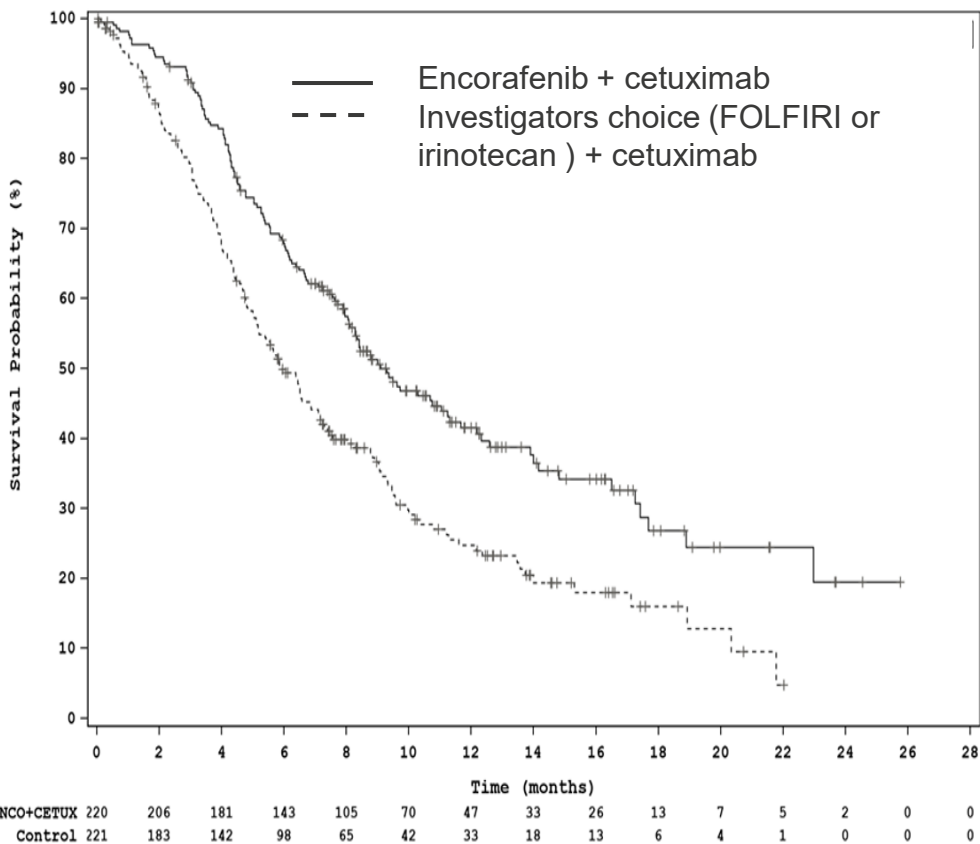 Encorafenib + cetuximab
Investigators choice (FOLFIRI or
irinotecan ) + cetuximab
Survival Probability (%)
100
90
80
70
60
50
40
30
20
10
0
0 2 4 6 8 10 12 14 16 18 20 22 24 26 28
Time (months)
NCO+CETUX 220 206 181 143 105 70 47 33 26 13 7 5 2 0 0
Control 221 183 142 98 65 42 33 18 13 6 4 1 0 0 0